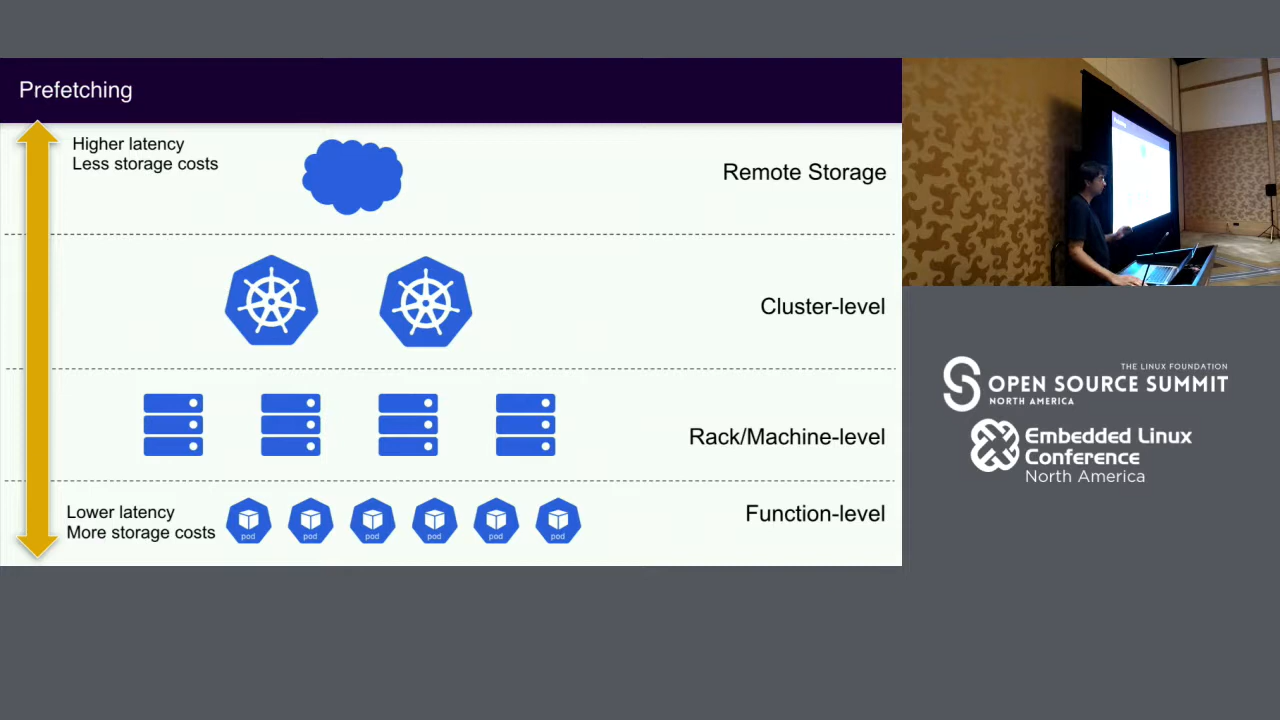 Prefetching
Higher latency
Less storage costs
Remote Storage
Cluster-level
Rack/Machine-level
Lower latency
More storage costs
pod
pod
pod
pod
pod
pod
Function-level
THE LINUX FOUNDATION
OPEN SOURCE SUMMIT
NORTH AMERICA
Embedded Linux
Conference
North America